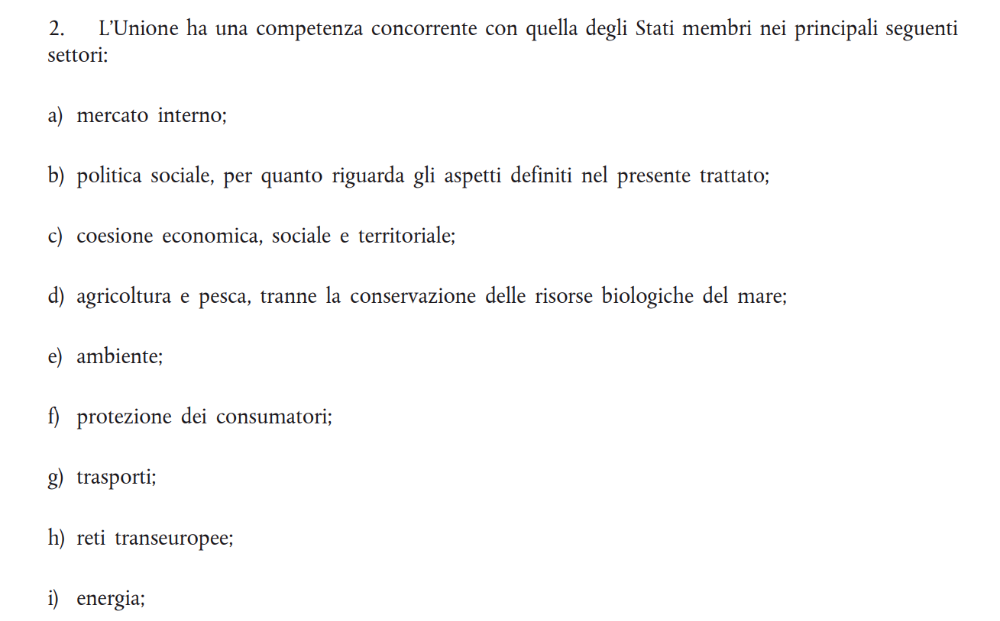 2. L’Unione ha una competenza concorrente con quella degli Stati membri nei principali seguenti
settori:
a) mercato interno;
b) politica sociale, per quanto riguarda gli aspetti definiti nel presente trattato;
c) coesione economica, sociale e territoriale;
d) agricoltura e pesca, tranne la conservazione delle risorse biologiche del mare;
e) ambiente;
f) protezione dei consumatori;
g) trasporti;
h) reti transeuropee;
i) energia;